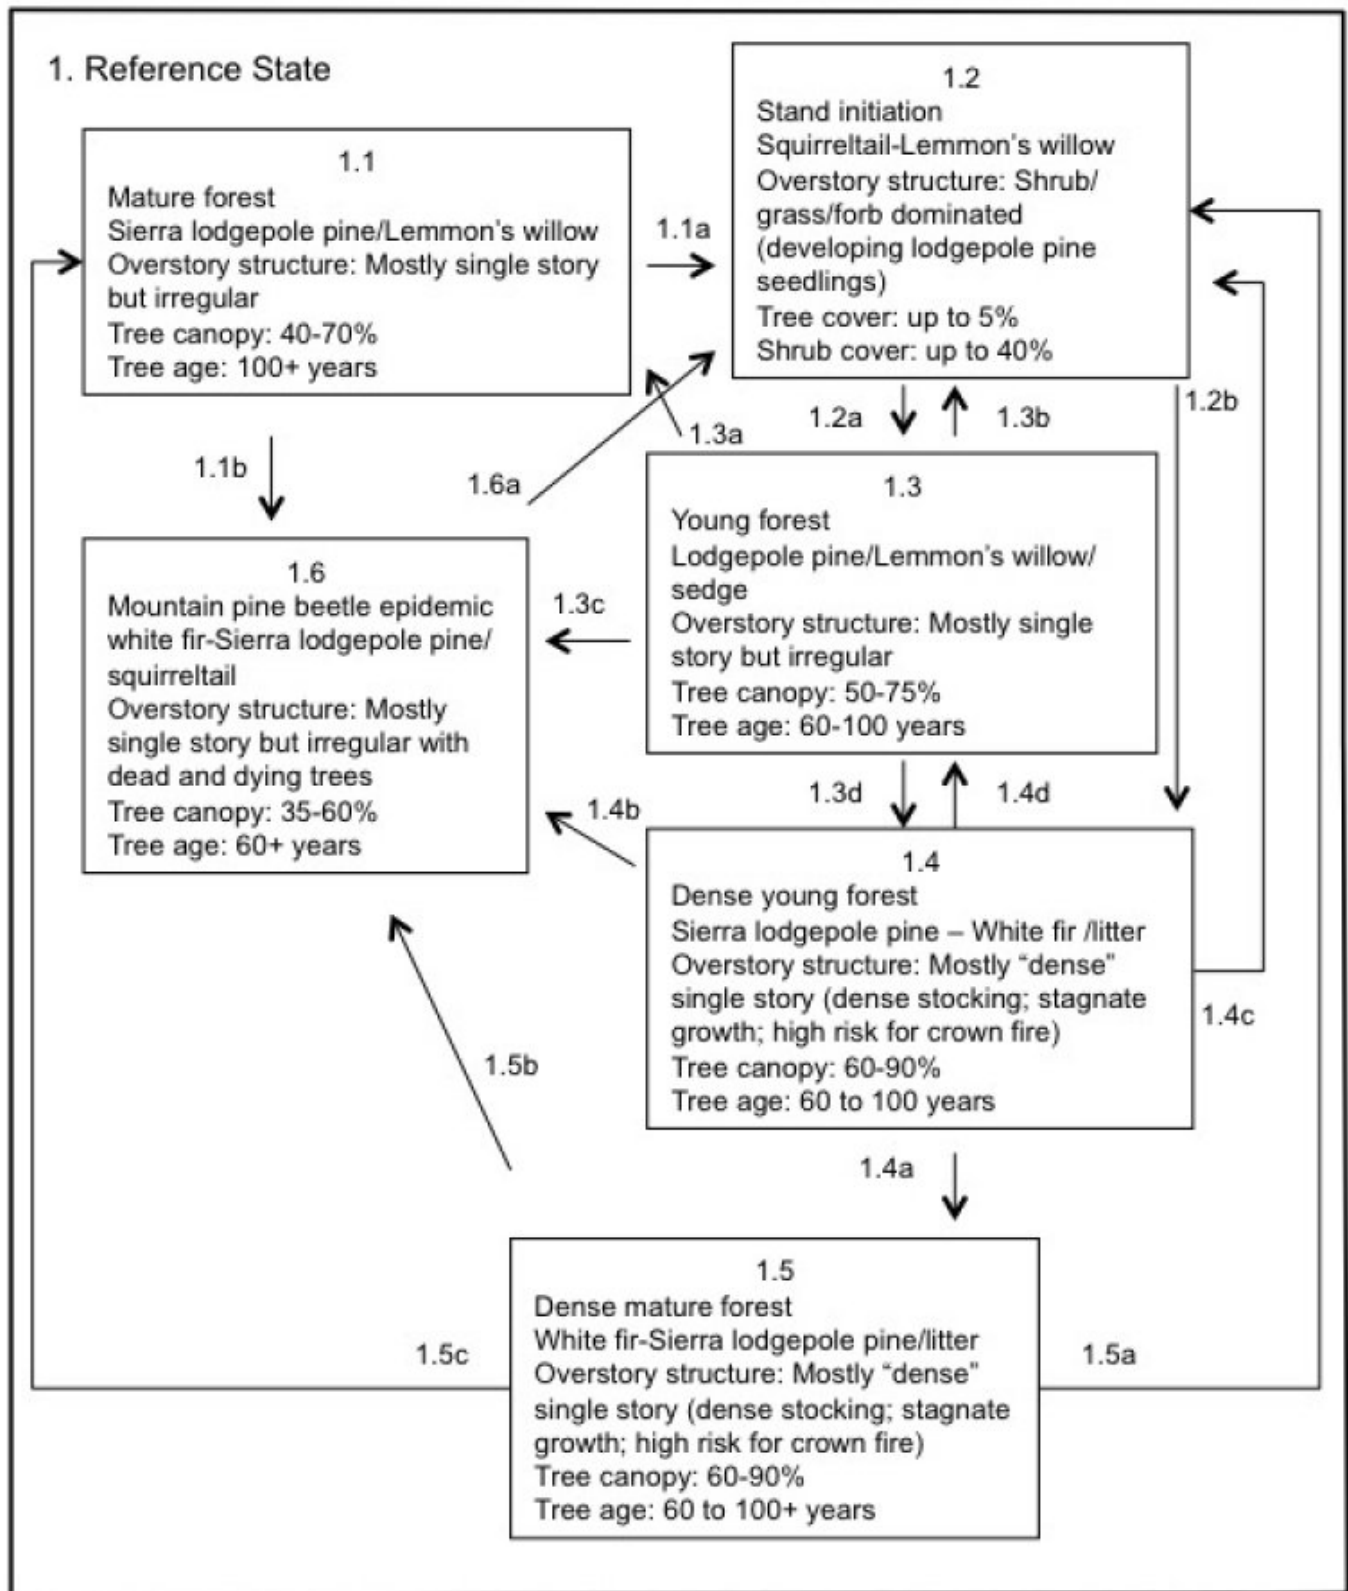 1. Reference State
1.1
Mature forest
Sierra lodgepole pine/Lemmon's willow
Overstory structure: Mostly single story
but irregular
Tree canopy: 40-70%
Tree age: 100+ years
1.1a
1.2
Stand initiation
Squirreltail-Lemmon's willow
Overstory structure: Shrub/
grass/forb dominated
(developing lodgepole pine
seedlings)
Tree cover: up to 5%
Shrub cover: up to 40%
1.2a
1.3b
1.2b
1.3a
1.1b
1.6a
1.3
Young forest
Lodgepole pine/Lemmon's willow/
sedge
Overstory structure: Mostly single
story but irregular
Tree canopy: 50-75%
Tree age: 60-100 years
1.6
Mountain pine beetle epidemic
white fir-Sierra lodgepole pine/
squirreltail
Overstory structure: Mostly
single story but irregular with
dead and dying trees
Tree canopy: 35-60%
Tree age: 60+ years
1.3c
1.3d
1.4d
1.4b
1.4
Dense young forest
Sierra lodgepole pine – White fir /litter
Overstory structure: Mostly “dense”
single story (dense stocking; stagnate
growth; high risk for crown fire)
Tree canopy: 60-90%
Tree age: 60 to 100 years
1.4c
1.5b
1.4a
1.5
Dense mature forest
White fir-Sierra lodgepole pine/litter
Overstory structure: Mostly “dense”
single story (dense stocking; stagnate
growth; high risk for crown fire)
Tree canopy: 60-90%
Tree age: 60 to 100+ years
1.5c
1.5a